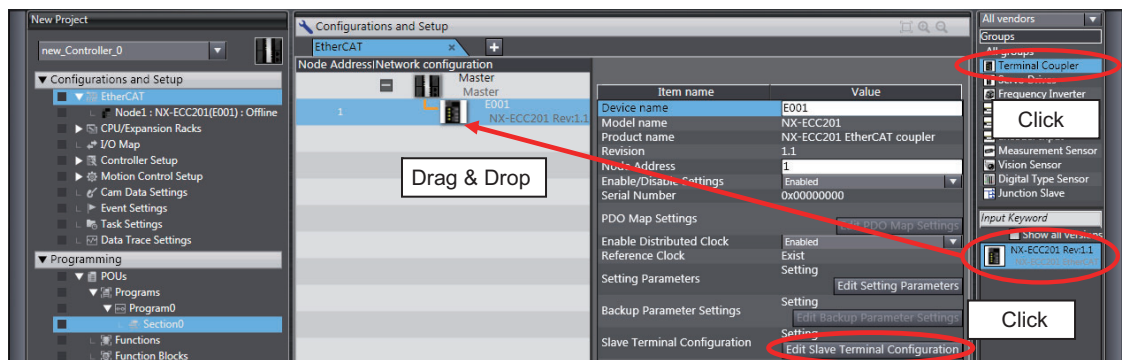 New Project
new_Controller_0
Configurations and Setup
EtherCAT
Node1 : NX-ECC201(E001) : Offline
CPU/Expansion Racks
I/O Map
Controller Setup
Motion Control Setup
Cam Data Settings
Event Settings
Task Settings
Data Trace Settings
Programming
POUs
Programs
Program0
Section0
Functions
Function Blocks
Configurations and Setup
EtherCAT × +
Node Address|Network configuration
Master
Master
1
E001
NX-ECC201 Rev:1.1
Drag & Drop
Item name Value
Device name E001
Model name NX-ECC201
Product name NX-ECC201 EtherCAT coupler
Revision 1.1
Node Address 1
Enable/Disable Settings Enabled
Serial Number 0x00000000
PDO Map Settings Edit PDO Map Settings
Enable Distributed Clock Enabled
Reference Clock Exist
Setting Parameters Setting
Edit Setting Parameters
Backup Parameter Settings Setting
Edit Backup Parameter Settings
Slave Terminal Configuration Setting
Edit Slave Terminal Configuration
All vendors
Groups
All groups
Terminal Coupler
Servo Drives
Frequency Inverter
Click
Measurement Sensor
Vision Sensor
Digital Type Sensor
Junction Slave
Input Keyword
Show all versions
NX-ECC201 Rev:1.1
Click